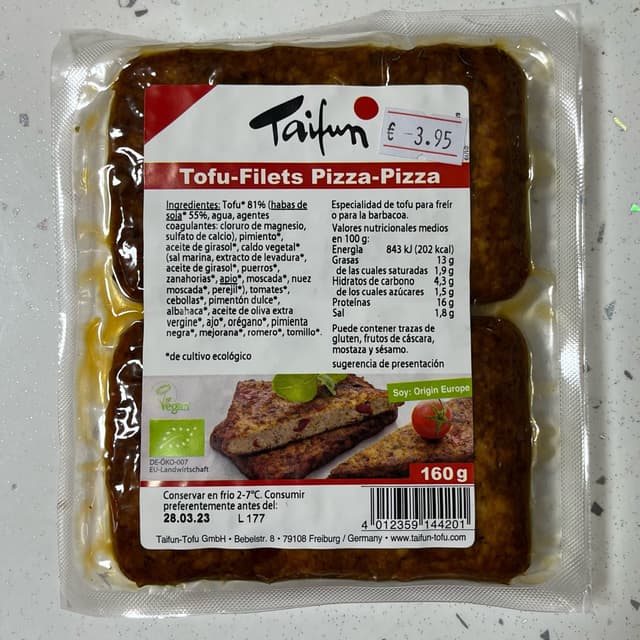 Taifun
€ -3.95
Tofu-Filets Pizza-Pizza
Ingredientes: Tofu* 81% (habas de
soja* 55%, agua, agentes
coagulantes: cloruro de magnesio,
sulfato de calcio), pimiento*,
aceite de girasol*, caldo vegetal*
(sal marina, extracto de levadura*,
aceite de girasol*, puerros*,
zanahorias*, apio*, moscada*, nuez
moscada*, perejil*), tomates*,
cebollas*, pimentón dulce*,
albahaca*, aceite de oliva extra
vergine*, ajo*, orégano*, pimienta
negra*, mejorana*, romero*, tomillo*.
*de cultivo ecológico
Especialidad de tofu para freír
o para la barbacoa.
Valores nutricionales medios
en 100 g:
Energía 843 kJ (202 kcal)
Grasas 13 g
de las cuales saturadas 1,9 g
Hidratos de carbono 4,3 g
de los cuales azúcares 1,5 g
Proteínas 16 g
Sal 1,8 g
Puede contener trazas de
gluten, frutos de cáscara,
mostaza y sésamo.
sugerencia de presentación
Vegan
Soy: Origin Europe
DE-ÖKO-007
EU-Landwirtschaft
160 g
Conservar en frio 2-7°C. Consumir
preferentemente antes del:
28.03.23 L 177
4 012359 144201
Taifun-Tofu GmbH • Bebelstr. 8 • 79108 Freiburg / Germany • www.taifun-tofu.com